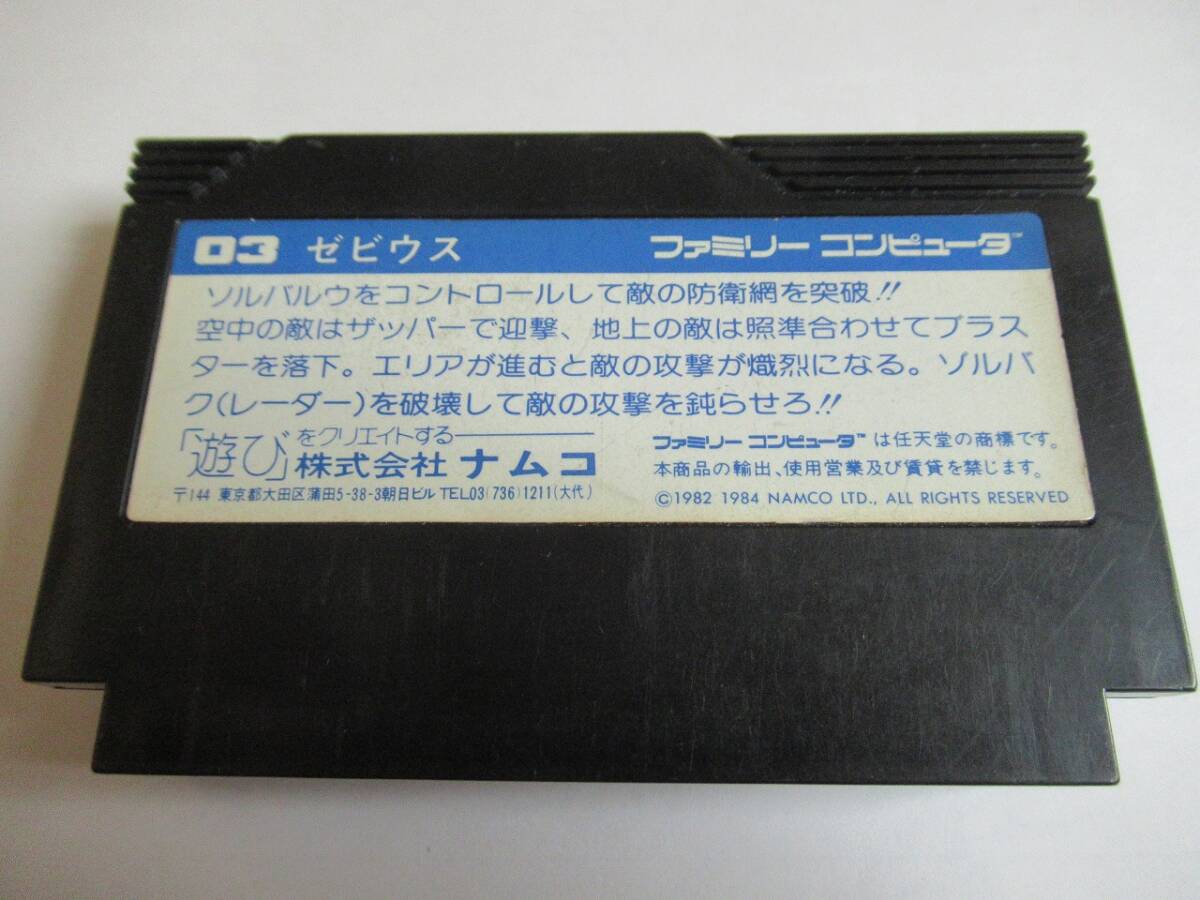 03 ゼビウス ファミリー コンピュータ™
ソルバルウをコントロールして敵の防衛網を突破!!
空中の敵はザッパーで迎撃、地上の敵は照準合わせてブラス
ターを落下。エリアが進むと敵の攻撃が熾烈になる。ゾルバ
ク(レーダー)を破壊して敵の攻撃を鈍らせろ!!
「遊び」をクリエイトする
株式会社 ナムコ
〒144 東京都大田区蒲田5-38-3朝日ビル TEL.03(736)1211(大代)
ファミリー コンピュータ™は任天堂の商標です。
本商品の輸出、使用営業及び賃貸を禁じます。
©1982 1984 NAMCO LTD., ALL RIGHTS RESERVED